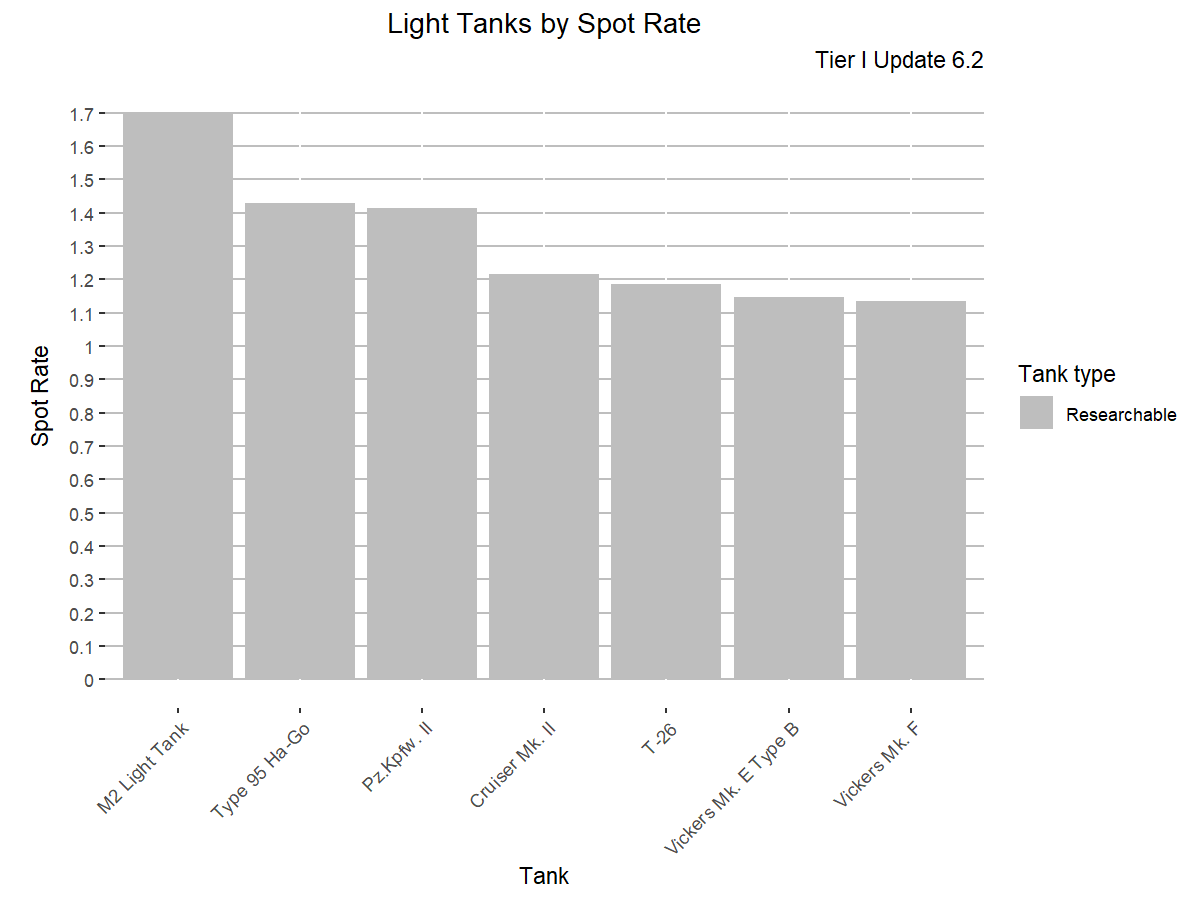 Light Tanks by Spot Rate
Tier I Update 6.2
Spot Rate
1.7
1.6
1.5
1.4
1.3
1.2
1.1
1
0.9
0.8
0.7
0.6
0.5
0.4
0.3
0.2
0.1
0
M2 Light Tank
Type 95 Ha-Go
Pz.Kpfw. II
Cruiser Mk. II
T-26
Vickers Mk. E Type B
Vickers Mk. F
Tank
Tank type
Researchable